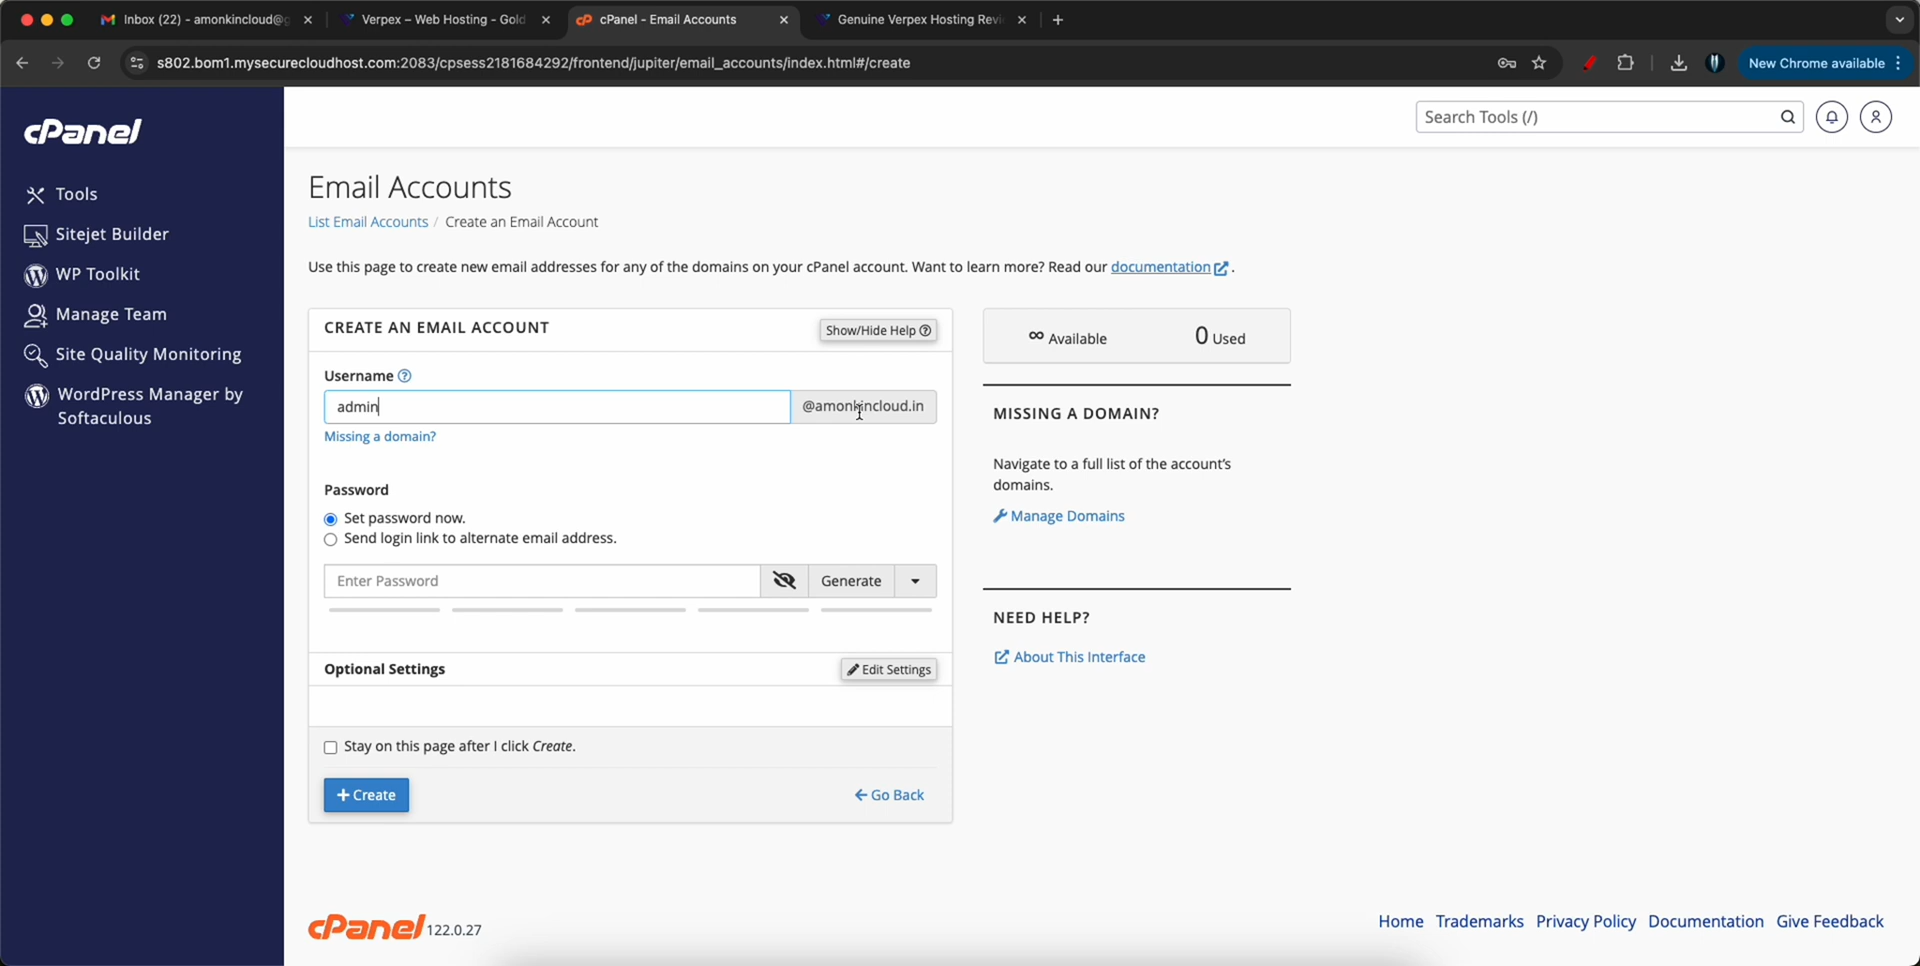 Inbox (22) - amonkincloud@g
Verpex – Web Hosting - Gold
cPanel - Email Accounts
Genuine Verpex Hosting Revi
s802.bom1.mysecurecloudhost.com:2083/cpsess2181684292/frontend/jupiter/email_accounts/index.html#/create
New Chrome available
cPanel
Search Tools (/)
Tools
Sitejet Builder
WP Toolkit
Manage Team
Site Quality Monitoring
WordPress Manager by
Softaculous
Email Accounts
List Email Accounts / Create an Email Account
Use this page to create new email addresses for any of the domains on your cPanel account. Want to learn more? Read our documentation.
CREATE AN EMAIL ACCOUNT
Show/Hide Help
Username
admin
@amonkincloud.in
Missing a domain?
Password
Set password now.
Send login link to alternate email address.
Enter Password
Generate
Optional Settings
Edit Settings
Stay on this page after I click Create.
+ Create
Go Back
∞ Available
0 Used
MISSING A DOMAIN?
Navigate to a full list of the account's
domains.
Manage Domains
NEED HELP?
About This Interface
cPanel 122.0.27
Home Trademarks Privacy Policy Documentation Give Feedback